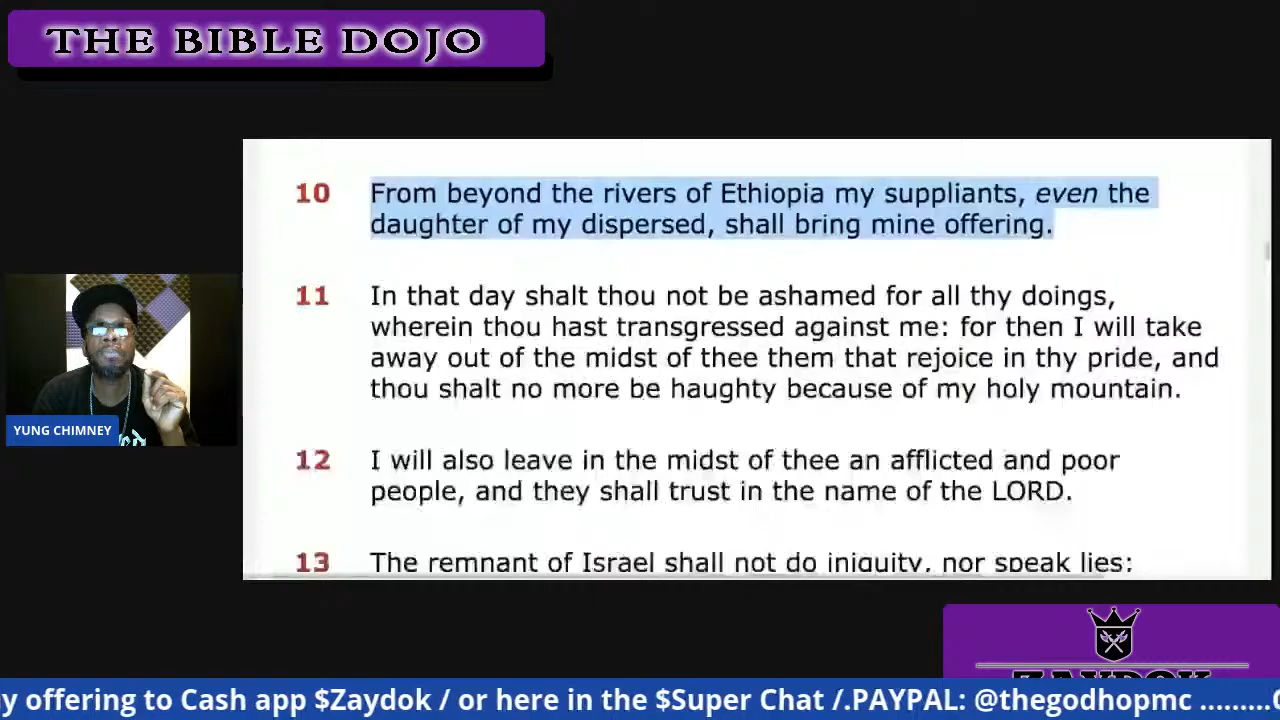 THE BIBLE DOJO
10 From beyond the rivers of Ethiopia my suppliants, even the
daughter of my dispersed, shall bring mine offering.
11 In that day shalt thou not be ashamed for all thy doings,
wherein thou hast transgressed against me: for then I will take
away out of the midst of thee them that rejoice in thy pride, and
thou shalt no more be haughty because of my holy mountain.
12 I will also leave in the midst of thee an afflicted and poor
people, and they shall trust in the name of the LORD.
13 The remnant of Israel shall not do iniquity, nor speak lies:
YUNG CHIMNEY
ZAYDOK
offering to Cash app $Zaydok / or here in the $Super Chat /.PAYPAL: @thegodhopmc .........